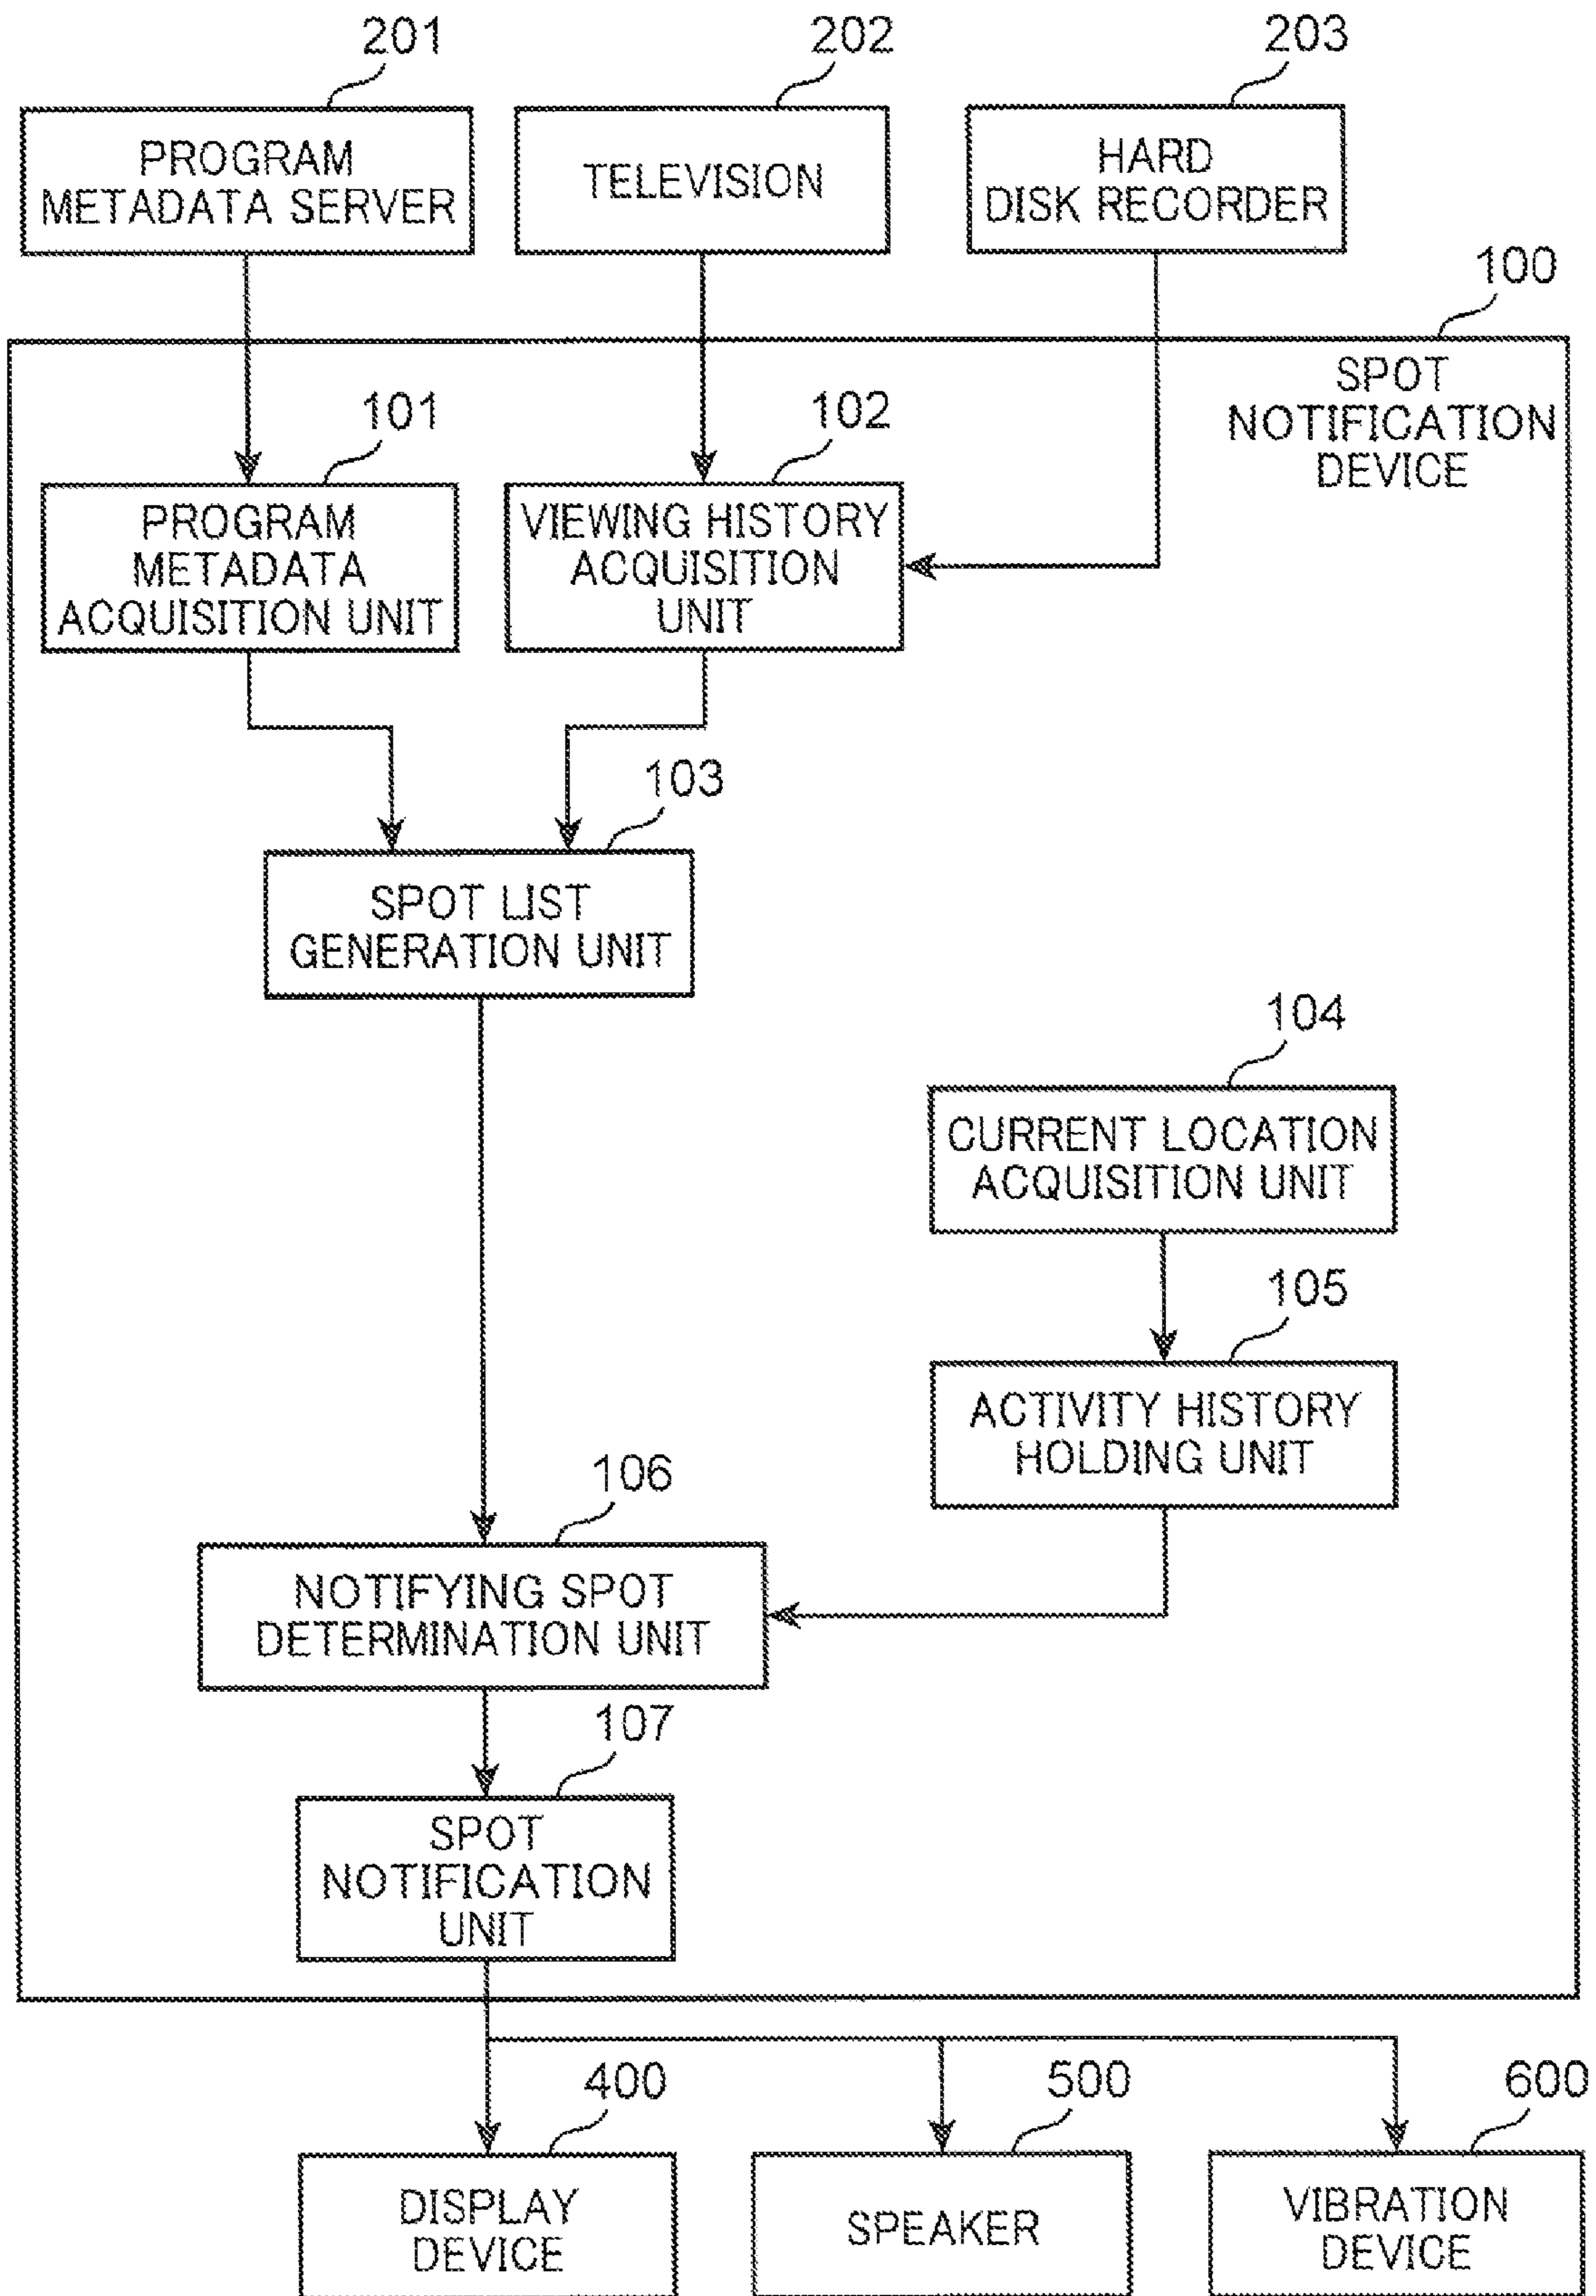 201
202
203
PROGRAM
METADATA SERVER
TELEVISION
HARD
DISK RECORDER
100
SPOT
NOTIFICATION
DEVICE
101
102
PROGRAM
METADATA
ACQUISITION UNIT
VIEWING HISTORY
ACQUISITION
UNIT
103
SPOT LIST
GENERATION UNIT
104
CURRENT LOCATION
ACQUISITION UNIT
105
ACTIVITY HISTORY
HOLDING UNIT
106
NOTIFYING SPOT
DETERMINATION UNIT
107
SPOT
NOTIFICATION
UNIT
400
500
600
DISPLAY
DEVICE
SPEAKER
VIBRATION
DEVICE